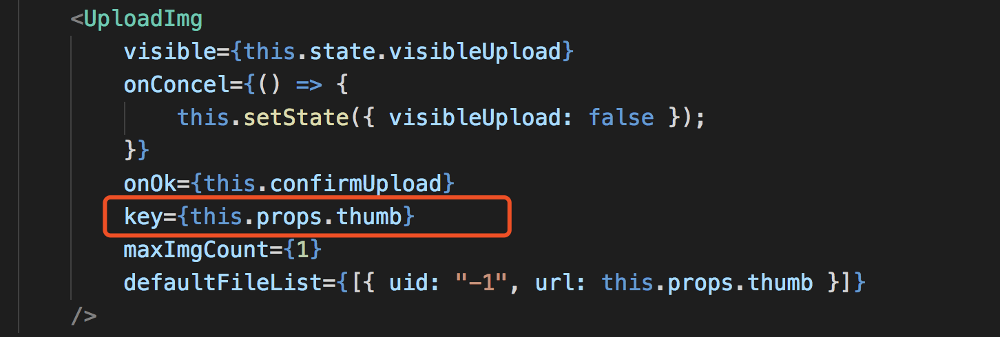 <UploadImg
visible={this.state.visibleUpload}
onConcel={() => {
this.setState({ visibleUpload: false });
}}
onOk={this.confirmUpload}
key={this.props.thumb}
maxImgCount={1}
defaultFileList={[{ uid: "-1", url: this.props.thumb }]}
/>